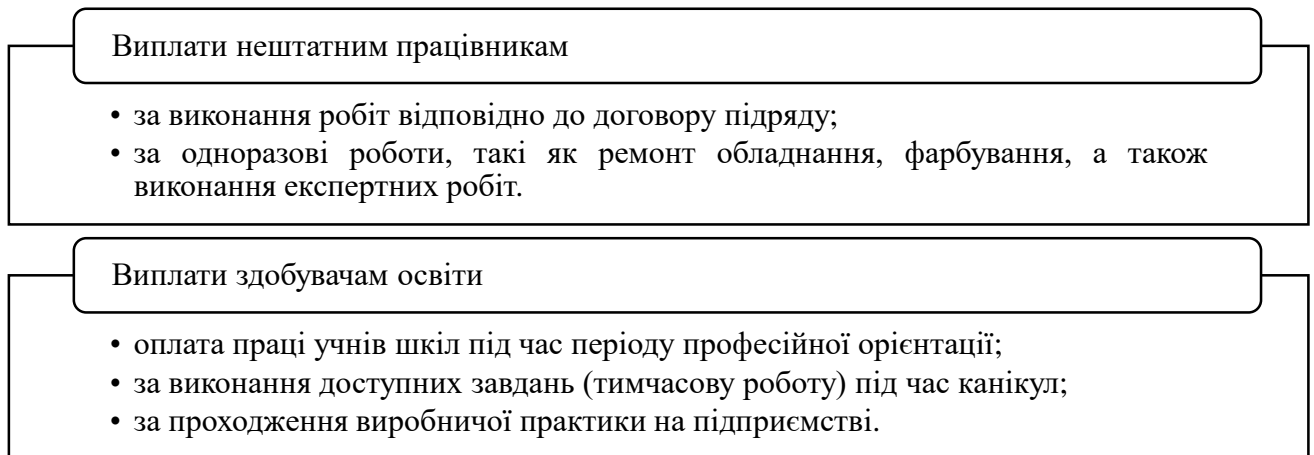 Виплати нештатним працівникам
• за виконання робіт відповідно до договору підряду;
• за одноразові роботи, такі як ремонт обладнання, фарбування, а також
виконання експертних робіт.
Виплати здобувачам освіти
• оплата праці учнів шкіл під час періоду професійної орієнтації;
• за виконання доступних завдань (тимчасову роботу) під час канікул;
• за проходження виробничої практики на підприємстві.